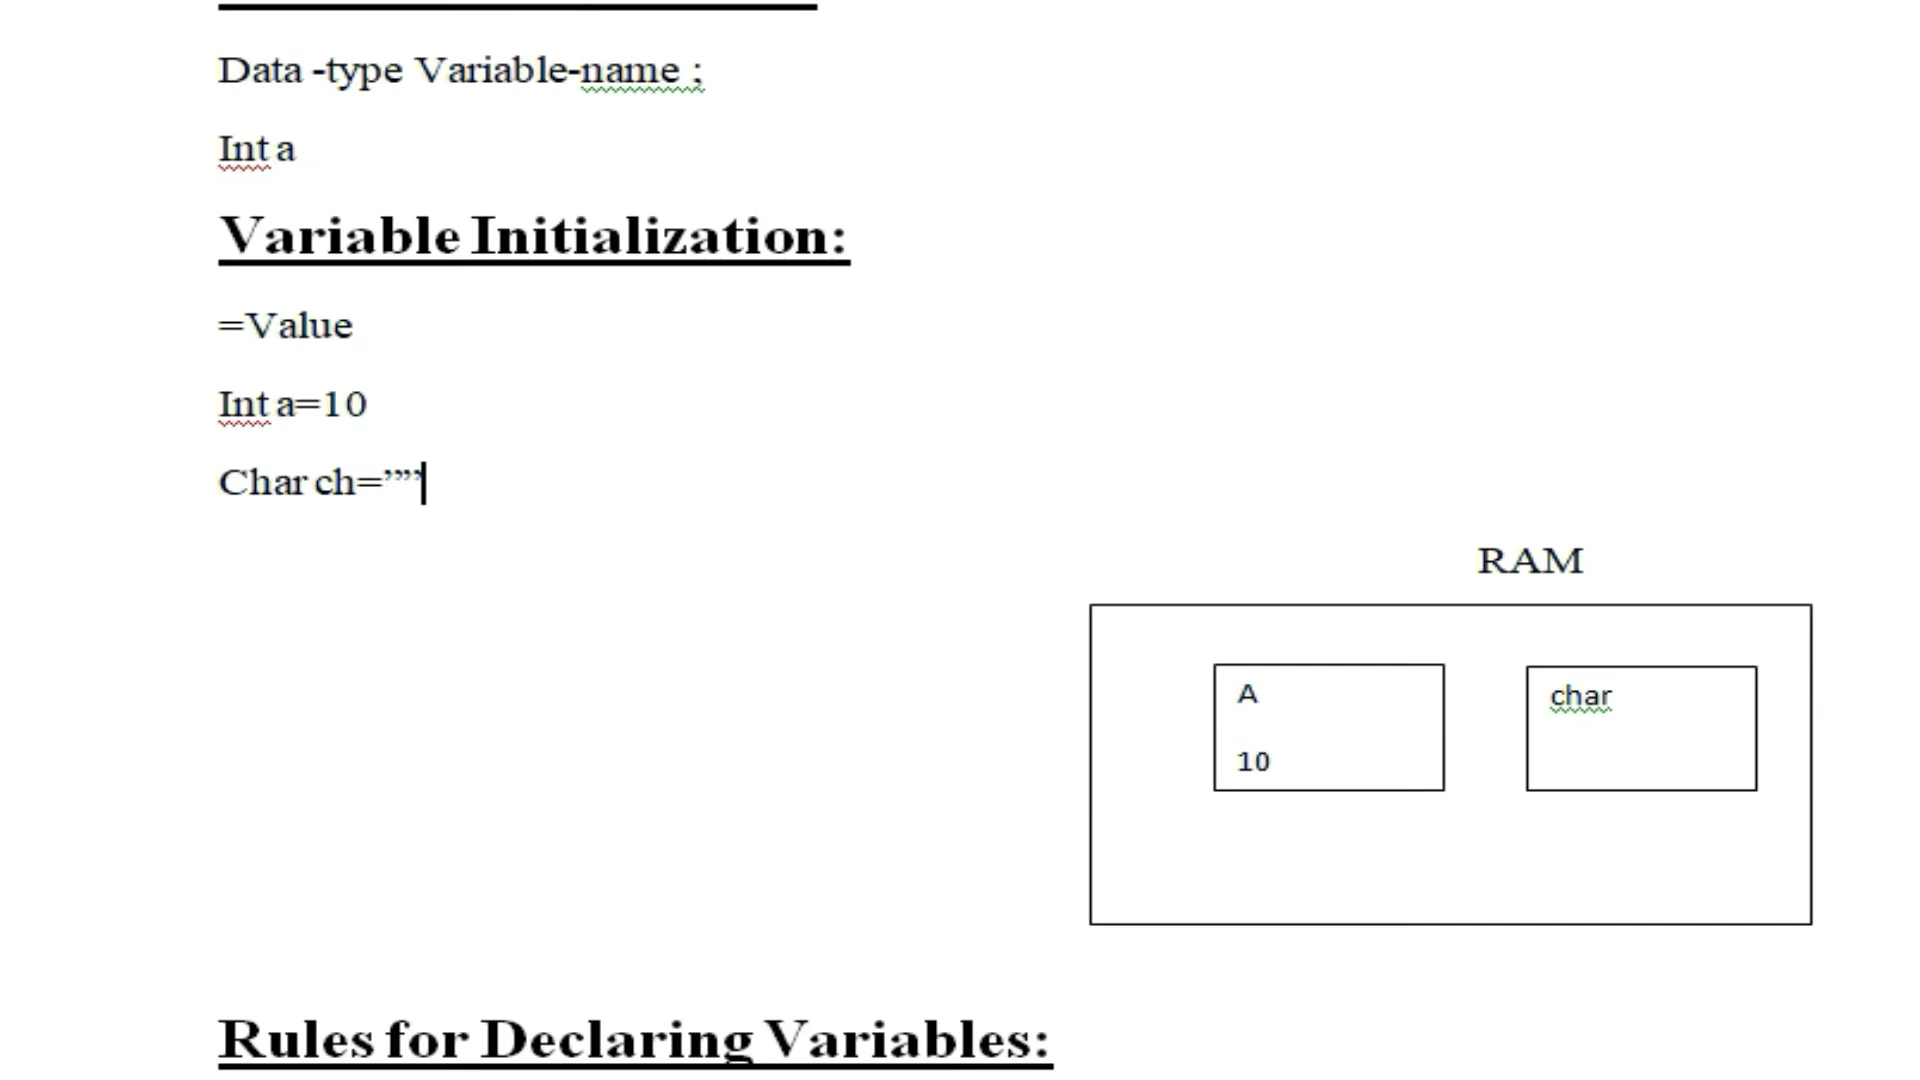 Data -type Variable-name ;
Int a
Variable Initialization:
=Value
Int a=10
Char ch=””
RAM
A
char
10
Rules for Declaring Variables: